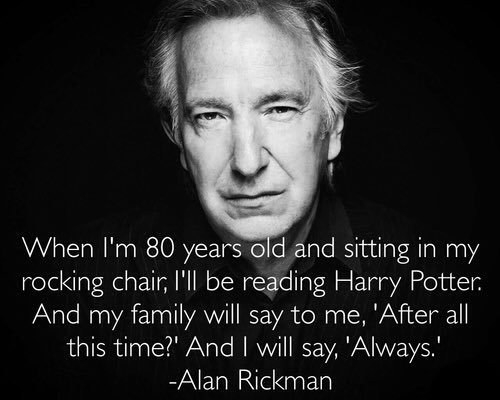 When I'm 80 years old and sitting in my
rocking chair, I'll be reading Harry Potter.
And my family will say to me, 'After all
this time?' And I will say, 'Always.'
-Alan Rickman